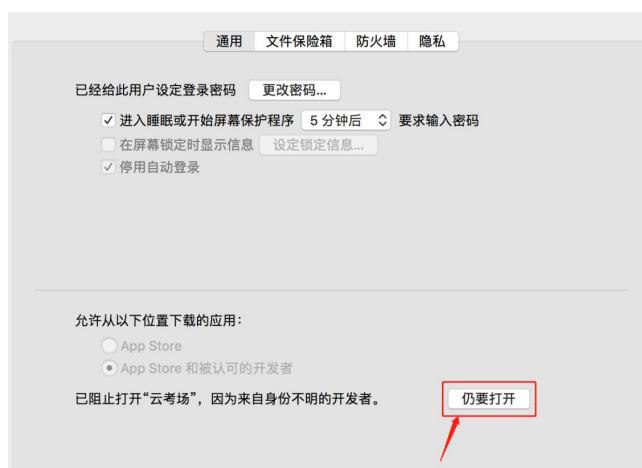 通用 文件保险箱 防火墙 隐私
已经给此用户设定登录密码 更改密码...
进入睡眠或开始屏幕保护程序 5 分钟后 要求输入密码
在屏幕锁定时显示信息 设定锁定信息...
停用自动登录
允许从以下位置下载的应用：
App Store
App Store 和被认可的开发者
已阻止打开“云考场”，因为来自身份不明的开发者。 仍要打开